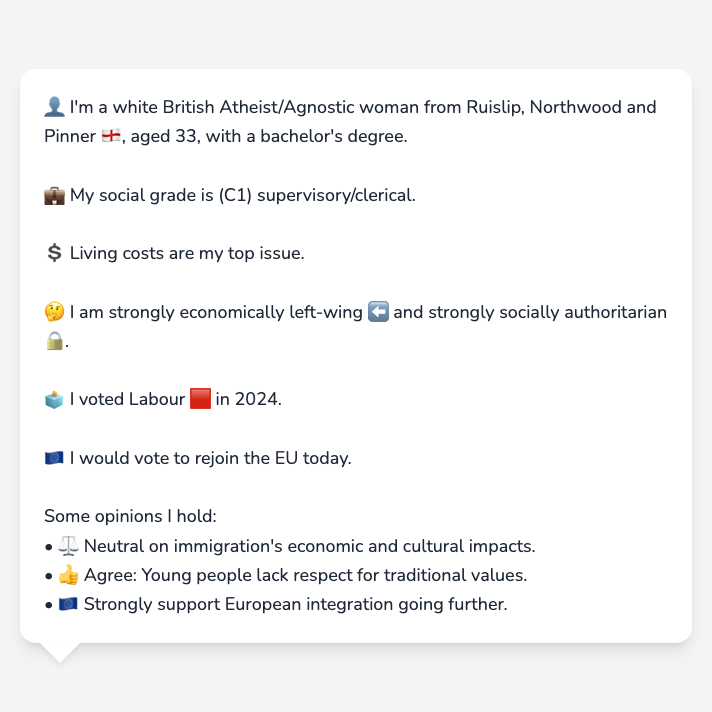 👤 I'm a white British Atheist/Agnostic woman from Ruislip, Northwood and
Pinner 🏴󠁧󠁢󠁥󠁮󠁧󠁿, aged 33, with a bachelor's degree.
💼 My social grade is (C1) supervisory/clerical.
💲 Living costs are my top issue.
🤔 I am strongly economically left-wing ⬅️ and strongly socially authoritarian
🔒.
🗳️ I voted Labour 🟥 in 2024.
🇪🇺 I would vote to rejoin the EU today.
Some opinions I hold:
• ⚖️ Neutral on immigration's economic and cultural impacts.
• 👍 Agree: Young people lack respect for traditional values.
• 🇪🇺 Strongly support European integration going further.